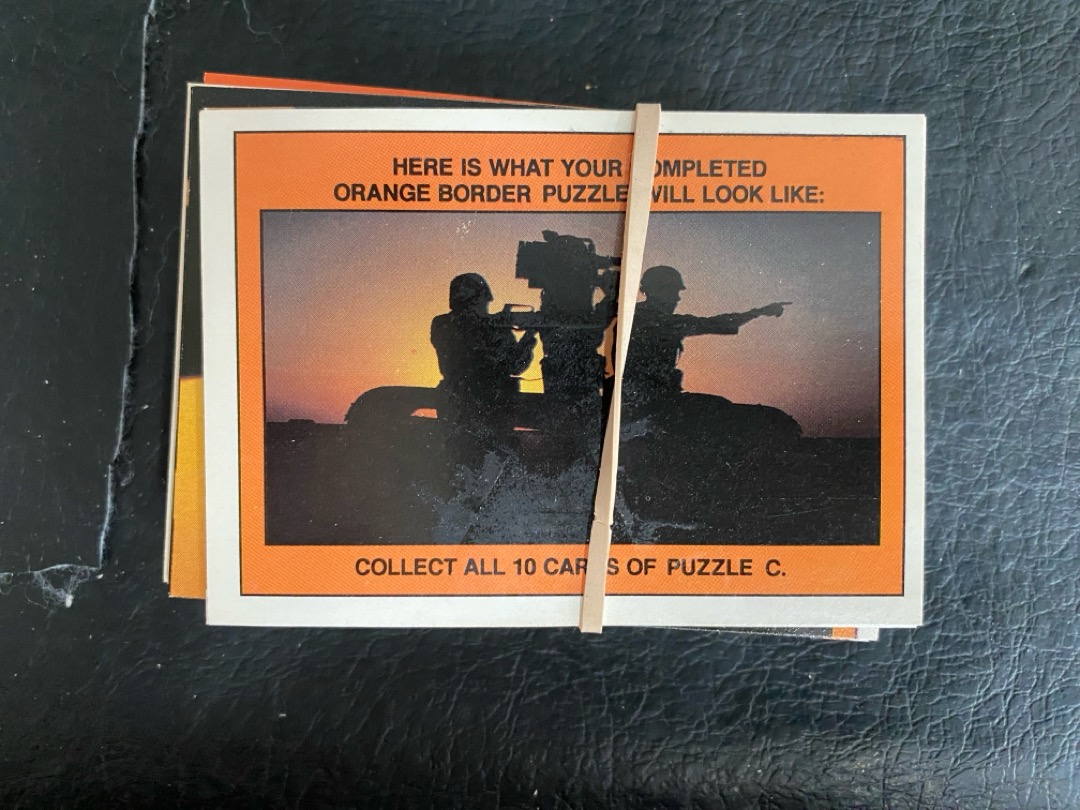 HERE IS WHAT YOUR COMPLETED
ORANGE BORDER PUZZLE WILL LOOK LIKE:
COLLECT ALL 10 CARDS OF PUZZLE C.